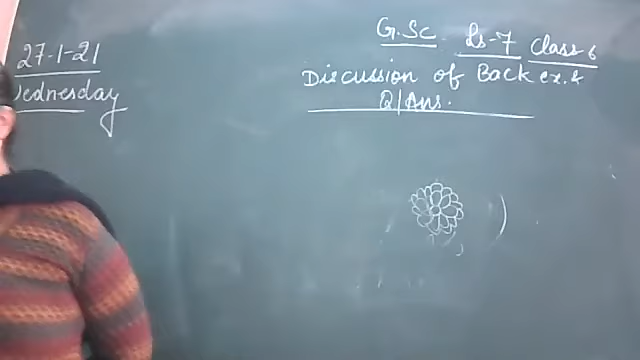 27-1-21
Wednesday
G.Sc. Ls-7 Class 6
Discussion of Back ex. &
Q/Ans.